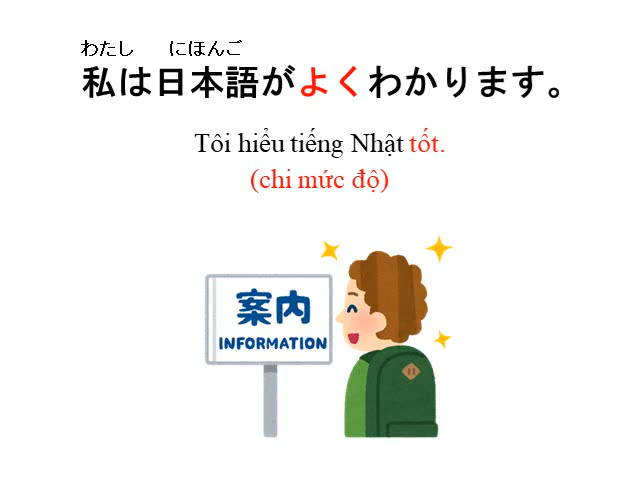 わたし にほんご
私は日本語がよくわかります。
Tôi hiểu tiếng Nhật tốt.
(chi mức độ)
案内
INFORMATION